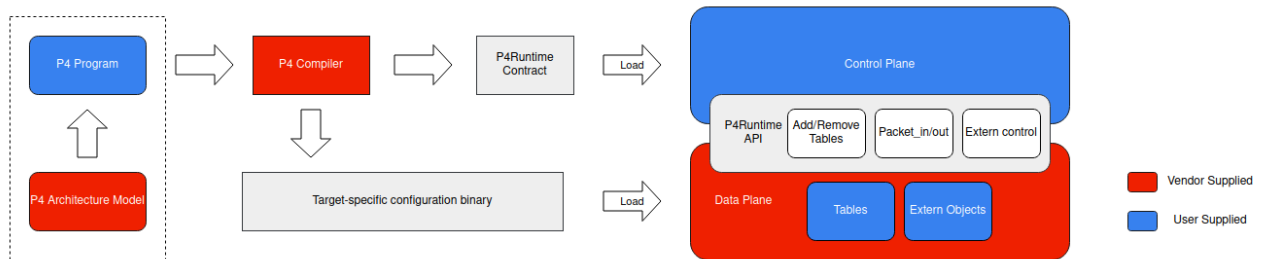 P4 Program
P4 Compiler
P4Runtime
Contract
Load
Control Plane
P4Runtime
API
Add/Remove
Tables
Packet_in/out
Extern control
P4 Architecture Model
Target-specific configuration binary
Load
Data Plane
Tables
Extern Objects
Vendor Supplied
User Supplied